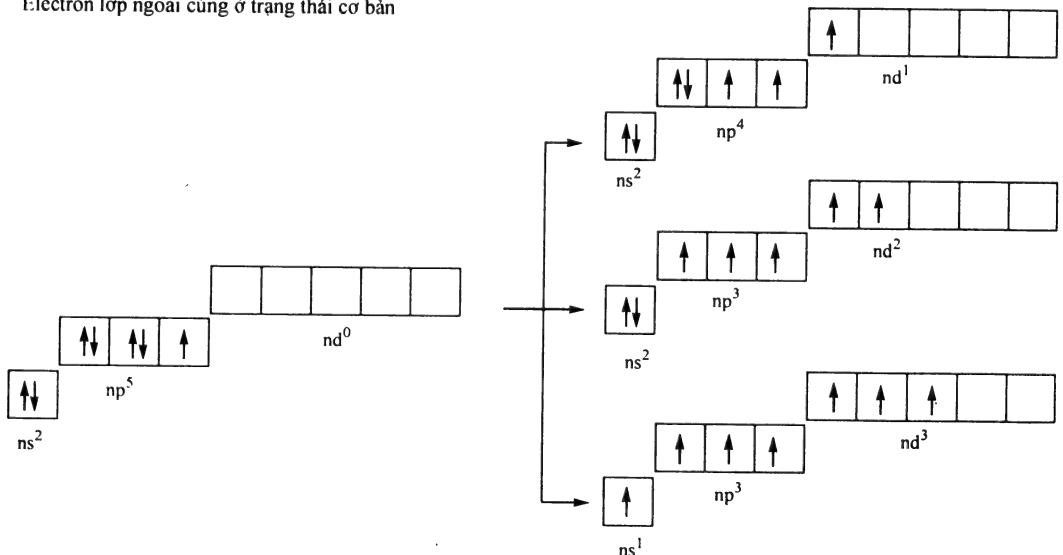 Electron lớp ngoài cùng ở trạng thái cơ bản
nd¹
np⁴
ns²
nd²
np³
ns²
nd⁰
np⁵
ns²
nd³
np³
ns¹